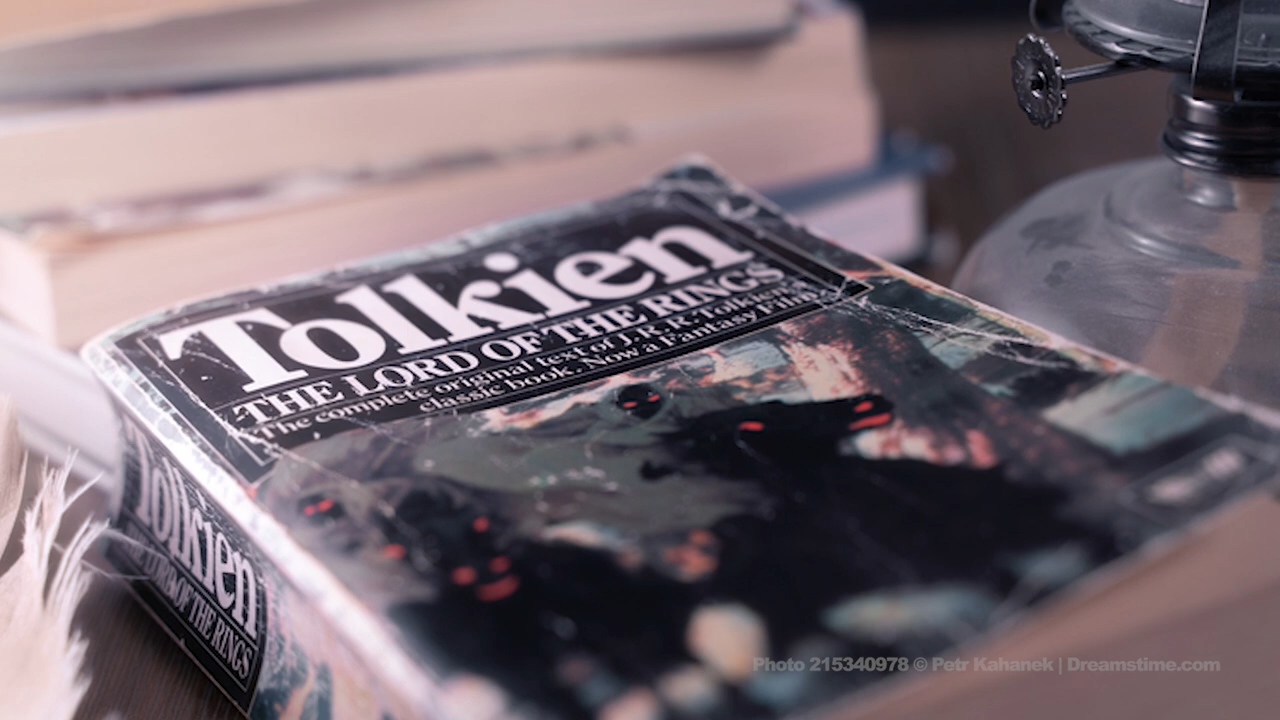 Tolkien
THE LORD OF THE RINGS
The complete original text of J.R.R. Tolkien's
classic book. Now a Fantasy Film
Tolkien
THE LORD OF THE RINGS
Photo 215340978 © Petr Kahanek | Dreamstime.com